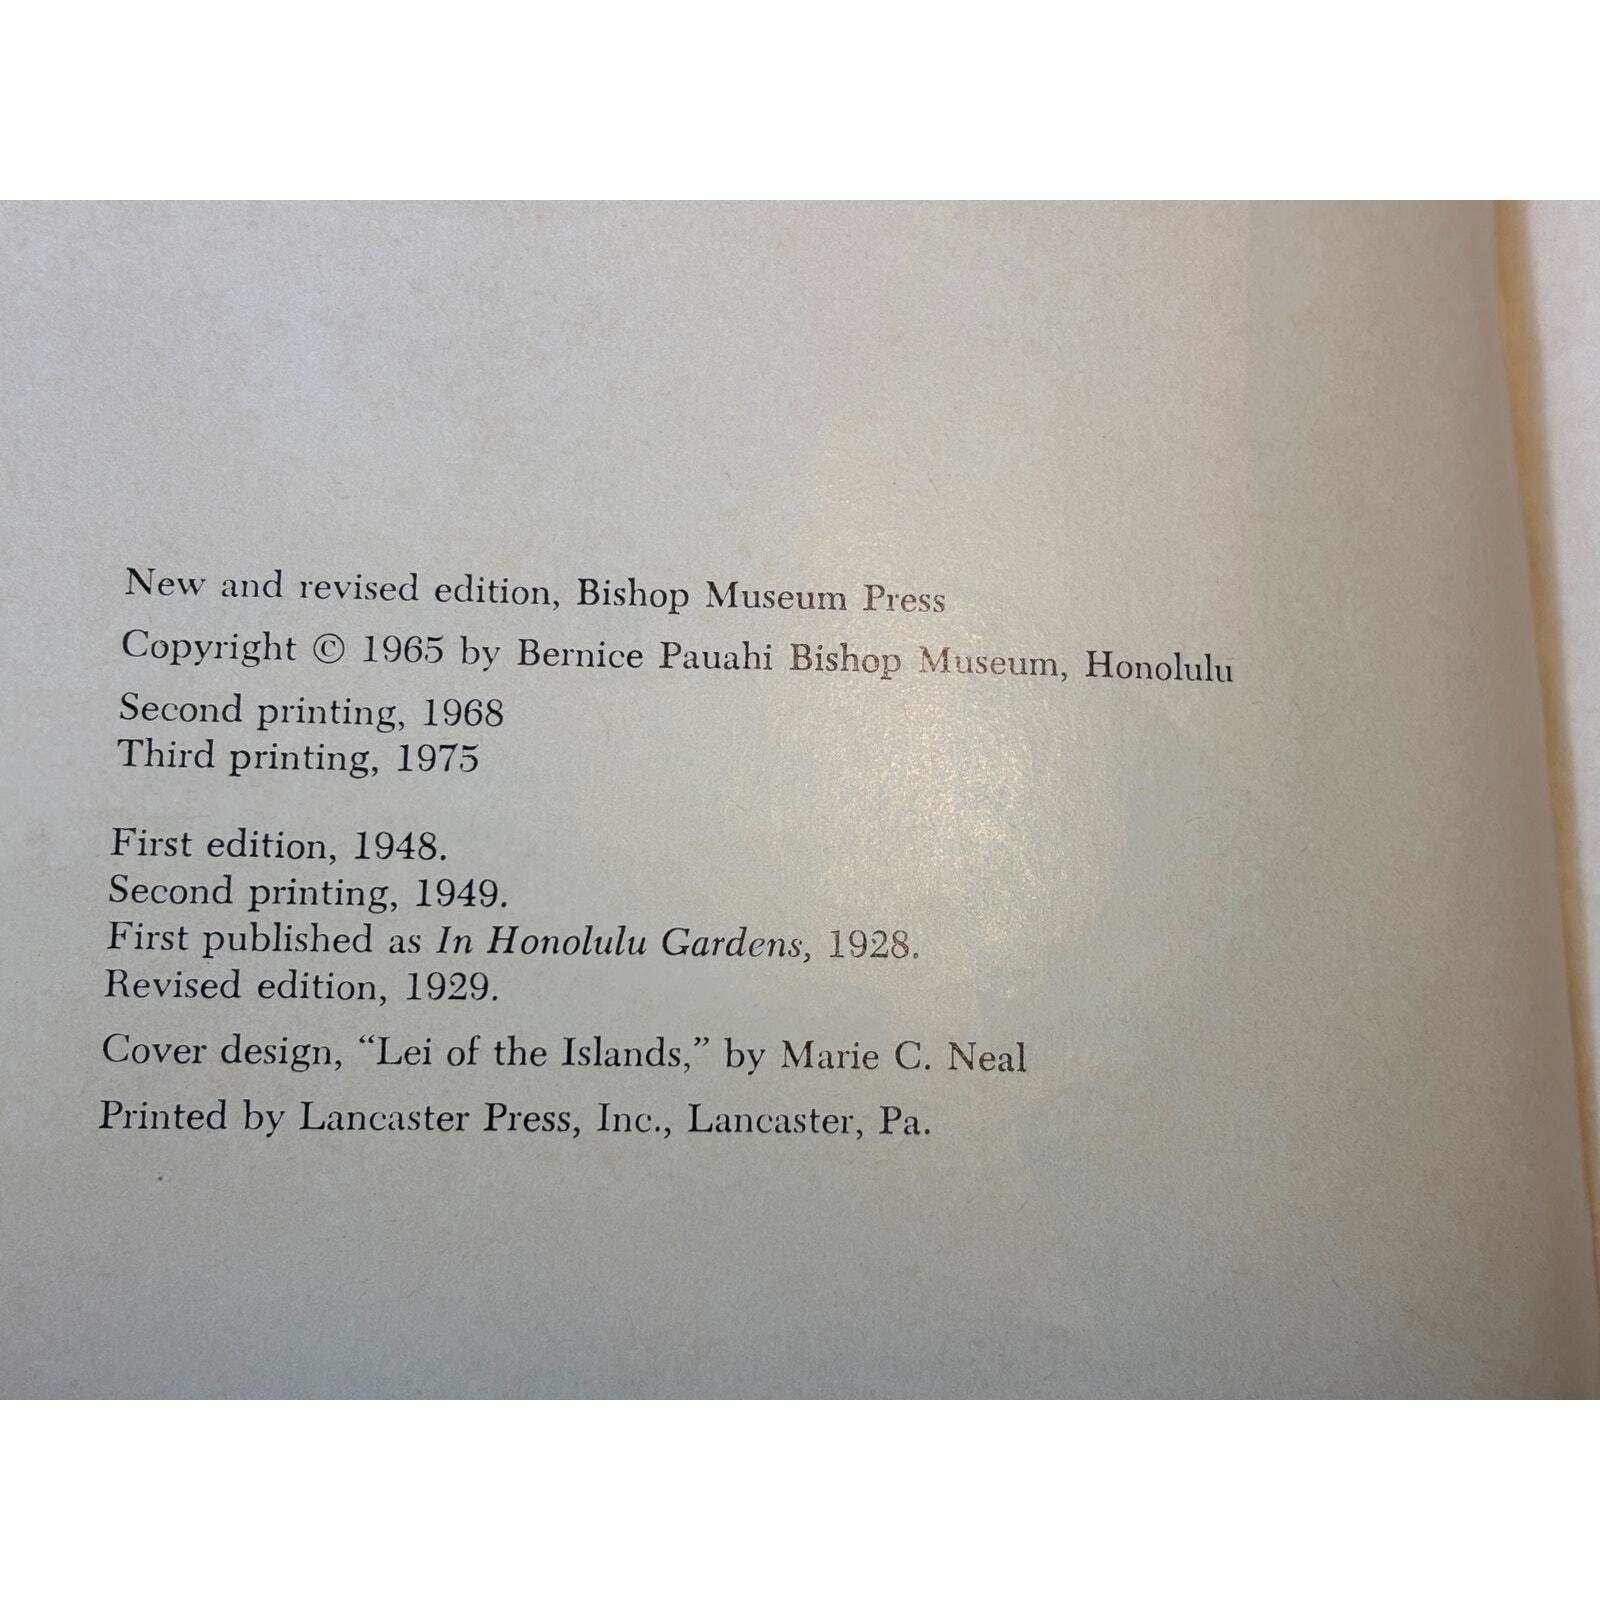 New and revised edition, Bishop Museum Press
Copyright © 1965 by Bernice Pauahi Bishop Museum, Honolulu
Second printing, 1968
Third printing, 1975
First edition, 1948.
Second printing, 1949.
First published as In Honolulu Gardens, 1928.
Revised edition, 1929.
Cover design, “Lei of the Islands,” by Marie C. Neal
Printed by Lancaster Press, Inc., Lancaster, Pa.